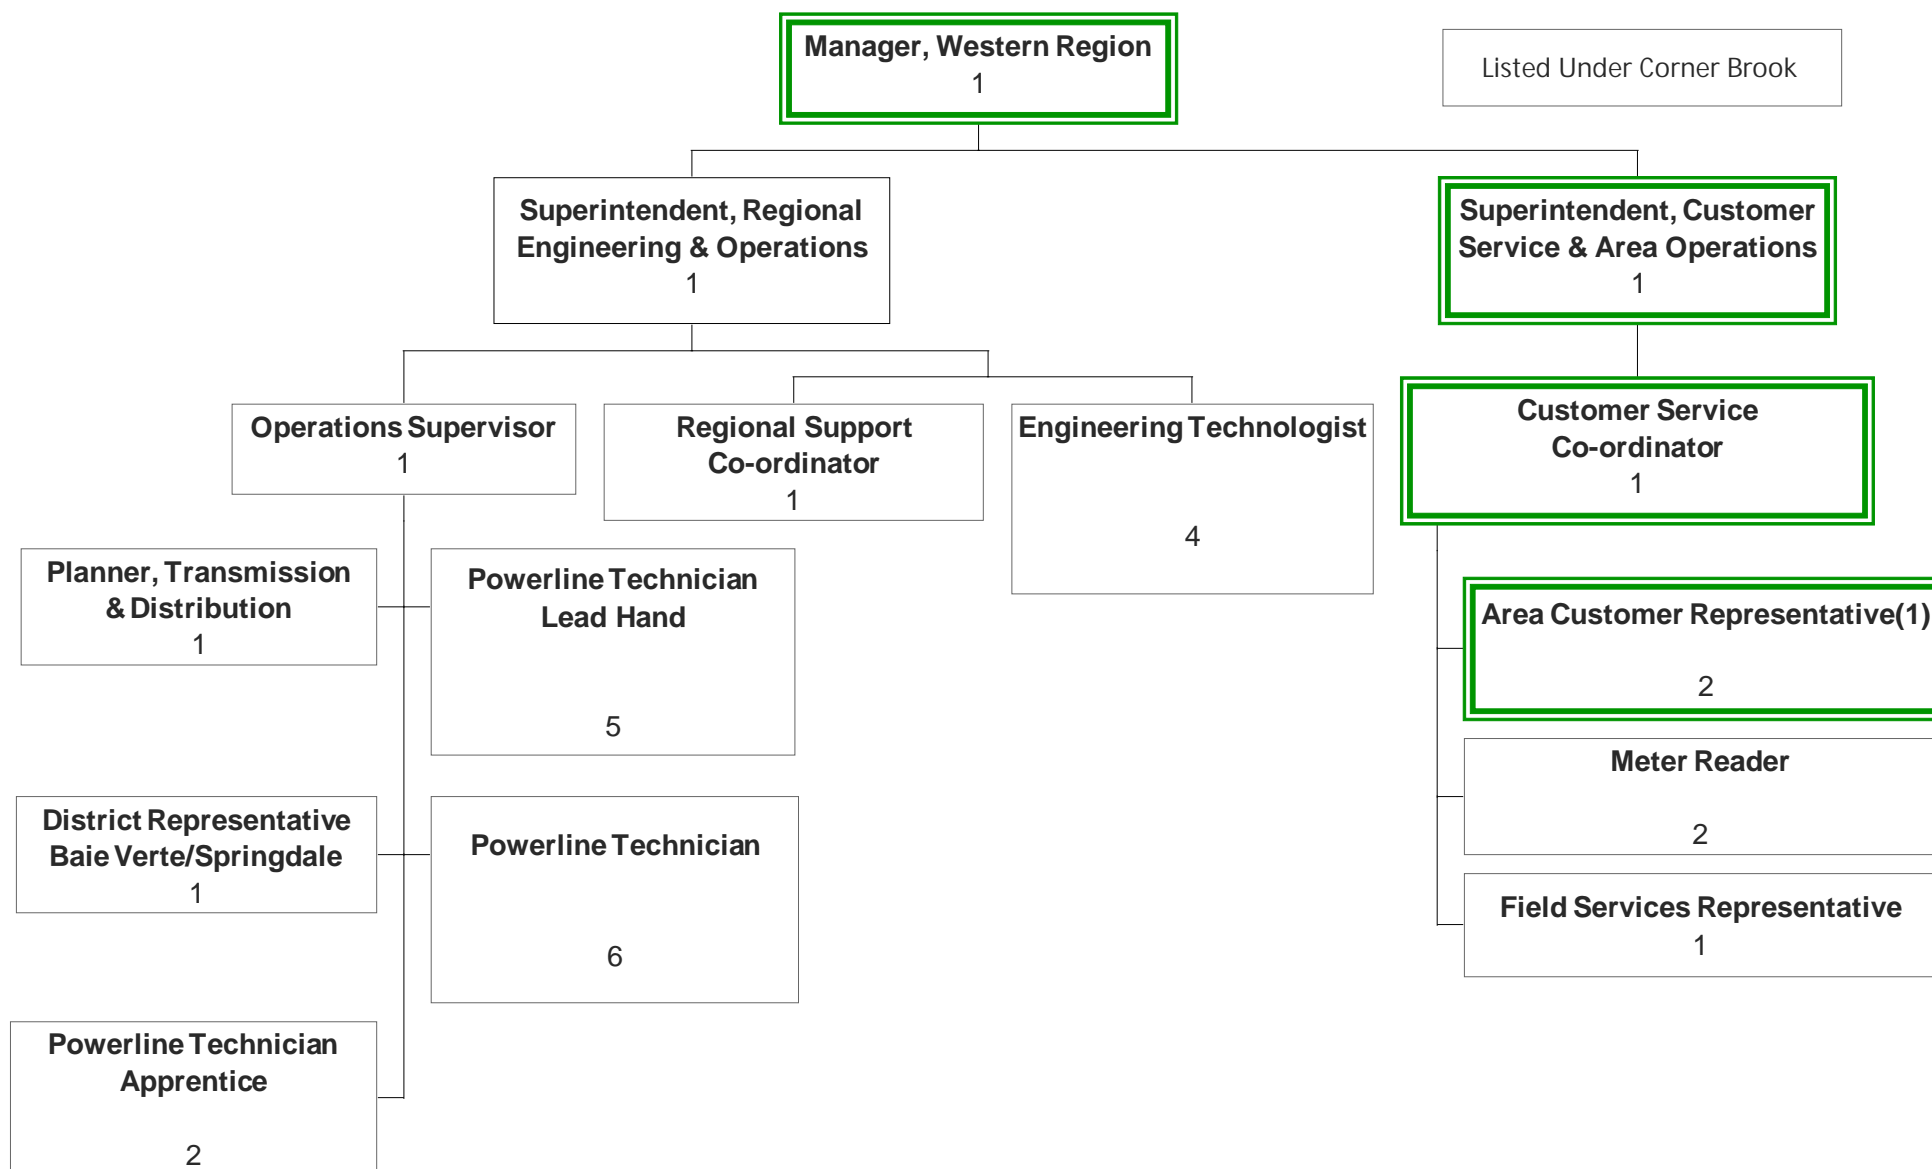 Manager, Western Region
1
Listed Under Corner Brook
Superintendent, Regional
Engineering & Operations
1
Superintendent, Customer
Service & Area Operations
1
Operations Supervisor
1
Regional Support
Co-ordinator
1
Engineering Technologist
4
Customer Service
Co-ordinator
1
Planner, Transmission
& Distribution
1
Powerline Technician
Lead Hand
5
Area Customer Representative(1)
2
Meter Reader
2
District Representative
Baie Verte/Springdale
1
Powerline Technician
6
Field Services Representative
1
Powerline Technician
Apprentice
2